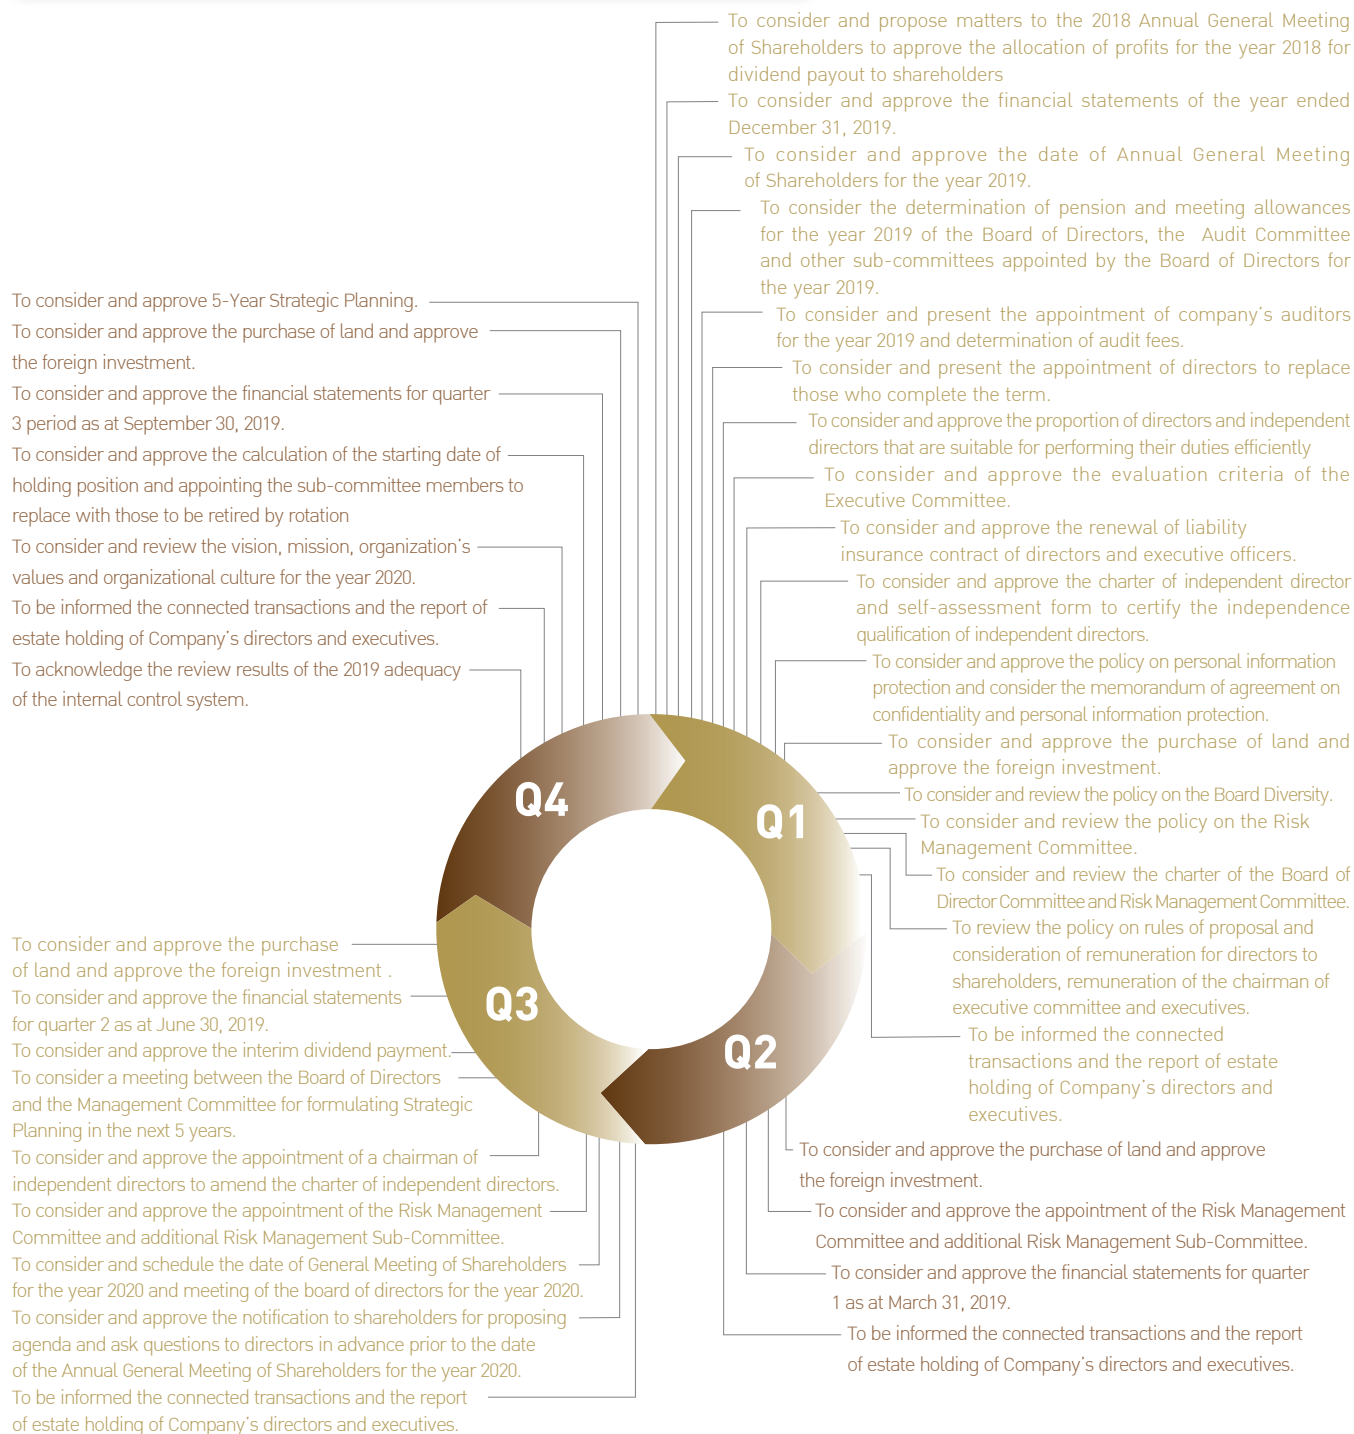 To consider and propose matters to the 2018 Annual General Meeting
of Shareholders to approve the allocation of profits for the year 2018 for
dividend payout to shareholders
To consider and approve the financial statements of the year ended
December 31, 2019.
To consider and approve the date of Annual General Meeting
of Shareholders for the year 2019.
To consider the determination of pension and meeting allowances
for the year 2019 of the Board of Directors, the Audit Committee
and other sub-committees appointed by the Board of Directors for
the year 2019.
To consider and present the appointment of company's auditors
for the year 2019 and determination of audit fees.
To consider and present the appointment of directors to replace
those who complete the term.
To consider and approve the proportion of directors and independent
directors that are suitable for performing their duties efficiently
To consider and approve the evaluation criteria of the
Executive Committee.
To consider and approve the renewal of liability
insurance contract of directors and executive officers.
To consider and approve the charter of independent director
and self-assessment form to certify the independence
qualification of independent directors.
To consider and approve the policy on personal information
protection and consider the memorandum of agreement on
confidentiality and personal information protection.
To consider and approve the purchase of land and
approve the foreign investment.
To consider and review the policy on the Board Diversity.
To consider and review the policy on the Risk
Management Committee.
To consider and review the charter of the Board of
Director Committee and Risk Management Committee.
To review the policy on rules of proposal and
consideration of remuneration for directors to
shareholders, remuneration of the chairman of
executive committee and executives.
To be informed the connected
transactions and the report of estate
holding of Company's directors and
executives.
Q1
Q2
To consider and approve the purchase of land and approve
the foreign investment.
To consider and approve the appointment of the Risk Management
Committee and additional Risk Management Sub-Committee.
To consider and approve the financial statements for quarter
1 as at March 31, 2019.
To be informed the connected transactions and the report
of estate holding of Company's directors and executives.
Q3
To consider and approve the purchase
of land and approve the foreign investment .
To consider and approve the financial statements
for quarter 2 as at June 30, 2019.
To consider and approve the interim dividend payment.
To consider a meeting between the Board of Directors
and the Management Committee for formulating Strategic
Planning in the next 5 years.
To consider and approve the appointment of a chairman of
independent directors to amend the charter of independent directors.
To consider and approve the appointment of the Risk Management
Committee and additional Risk Management Sub-Committee.
To consider and schedule the date of General Meeting of Shareholders
for the year 2020 and meeting of the board of directors for the year 2020.
To consider and approve the notification to shareholders for proposing
agenda and ask questions to directors in advance prior to the date
of the Annual General Meeting of Shareholders for the year 2020.
To be informed the connected transactions and the report
of estate holding of Company's directors and executives.
Q4
To consider and approve 5-Year Strategic Planning.
To consider and approve the purchase of land and approve
the foreign investment.
To consider and approve the financial statements for quarter
3 period as at September 30, 2019.
To consider and approve the calculation of the starting date of
holding position and appointing the sub-committee members to
replace with those to be retired by rotation
To consider and review the vision, mission, organization's
values and organizational culture for the year 2020.
To be informed the connected transactions and the report of
estate holding of Company's directors and executives.
To acknowledge the review results of the 2019 adequacy
of the internal control system.